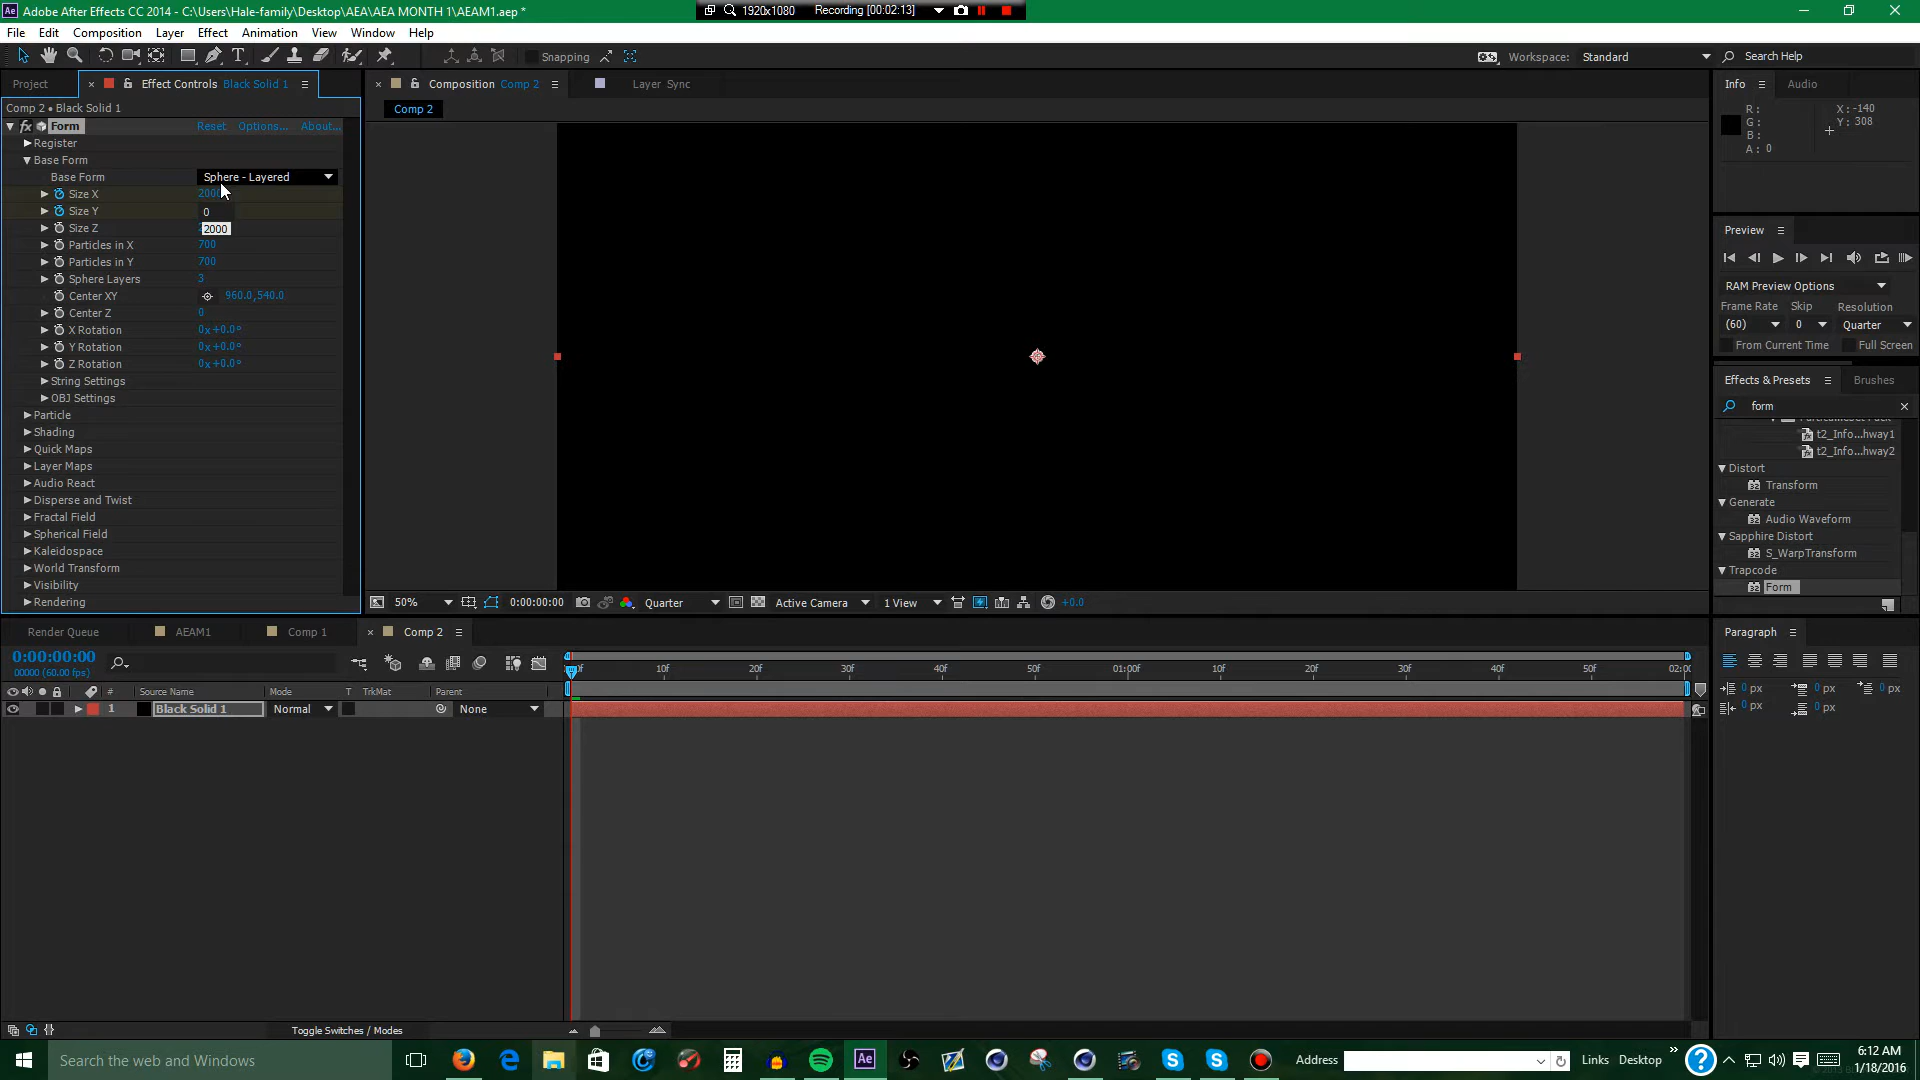 Adobe After Effects CC 2014 - C:\Users\Hale-family\Desktop\AEA\AEA MONTH 1\AEAM1.aep *
1920x1080
Recording [00:02:13]
File Edit Composition Layer Effect Animation View Window Help
Snapping
Workspace: Standard
Search Help
Project
Effect Controls Black Solid 1
Composition Comp 2
Layer Sync
Info
Audio
Comp 2 • Black Solid 1
Comp 2
R:
G:
B:
A: 0
X: -140
Y: 308
Form
Reset
Options...
About...
Register
Base Form
Base Form
Sphere - Layered
Size X
Size Y
0
Size Z
2000
Particles in X
700
Particles in Y
700
Sphere Layers
3
Center XY
960.0,540.0
Center Z
0
X Rotation
0x+0.0°
Y Rotation
0x+0.0°
Z Rotation
0x+0.0°
String Settings
OBJ Settings
Particle
Shading
Quick Maps
Layer Maps
Audio React
Disperse and Twist
Fractal Field
Spherical Field
Kaleidospace
World Transform
Visibility
Rendering
50%
0:00:00:00
Quarter
Active Camera
1 View
+0.0
Preview
RAM Preview Options
Frame Rate Skip Resolution
(60) 0 Quarter
From Current Time Full Screen
Effects & Presets
Brushes
form
t2_Info...hway1
t2_Info...hway2
Distort
Transform
Generate
Audio Waveform
Sapphire Distort
S_WarpTransform
Trapcode
Form
Render Queue
AEAM1
Comp 1
Comp 2
0:00:00:00
00000 (60.00 fps)
10f 20f 30f 40f 50f 01:00f 10f 20f 30f 40f 50f
# Source Name Mode T TrkMat Parent
1 Black Solid 1 Normal None
Toggle Switches / Modes
Paragraph
0 px 0 px 0 px
0 px 0 px
Search the web and Windows
Address
Links
Desktop
6:12 AM
1/18/2016